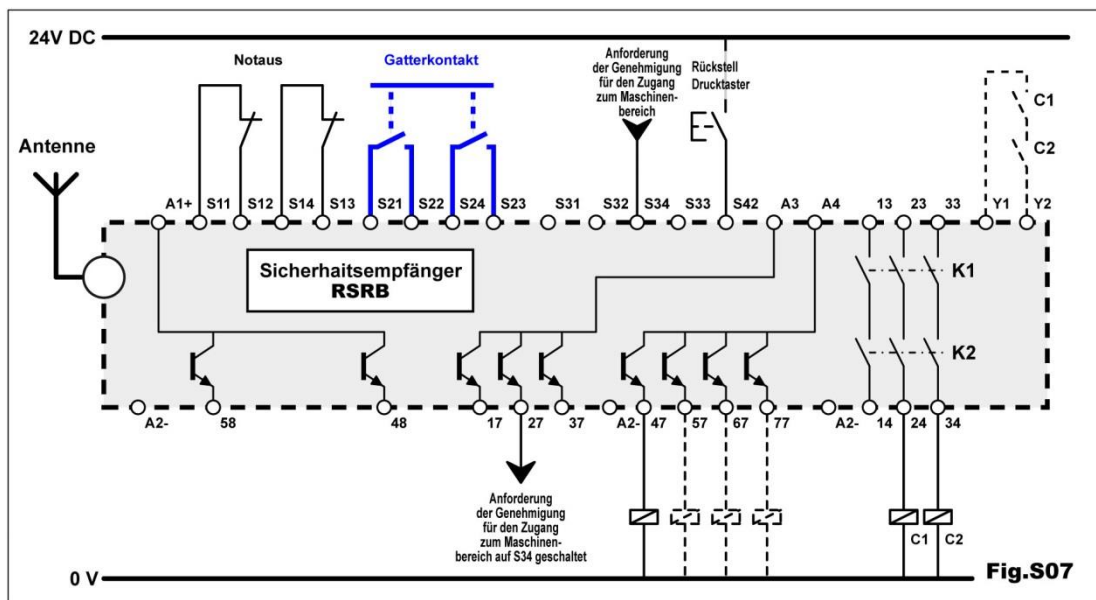 24V DC
Notaus
Gatterkontakt
Anforderung
der Genehmigung
für den Zugang
zum Maschinen-
bereich
Rückstell
Drucktaster
C1
C2
Antenne
A1+ S11 S12 S14 S13 S21 S22 S24 S23 S31 S32 S34 S33 S42 A3 A4 13 23 33 Y1 Y2
Sicherhaitsempfänger
RSRB
K1
K2
A2- 58 48 17 27 37 A2- 47 57 67 77 A2- 14 24 34
Anforderung
der Genehmigung
für den Zugang
zum Maschinen-
bereich auf S34 geschaltet
C1 C2
0 V
Fig.S07